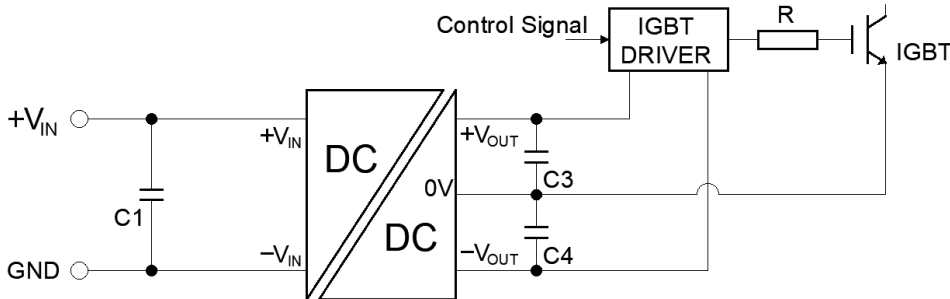 Control Signal
IGBT
DRIVER
R
IGBT
+VIN
+VIN
DC
+VOUT
C3
C1
0V
DC
C4
GND
−VIN
−VOUT